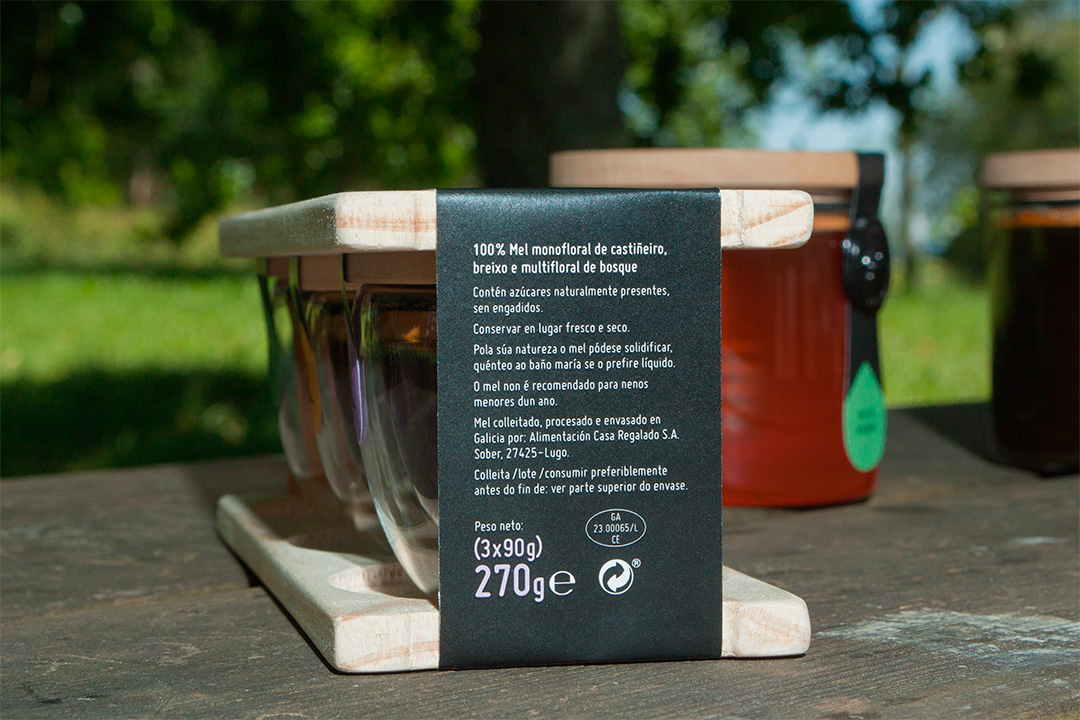 100% Mel monofloral de castiñeiro,
breixo e multifloral de bosque
Contén azúcares naturalmente presentes,
sen engadidos.
Conservar en lugar fresco e seco.
Pola súa natureza o mel pódese solidificar,
quénteo ao baño maría se o prefire líquido.
O mel non é recomendado para nenos
menores dun ano.
Mel colleitado, procesado e envasado en
Galicia por: Alimentación Casa Regalado S.A.
Sober, 27425-Lugo.
Colleita/lote/consumir preferiblemente
antes do fin de: ver parte superior do envase.
Peso neto:
(3x90g)
270g℮
GA
23.00065/L
CE
®